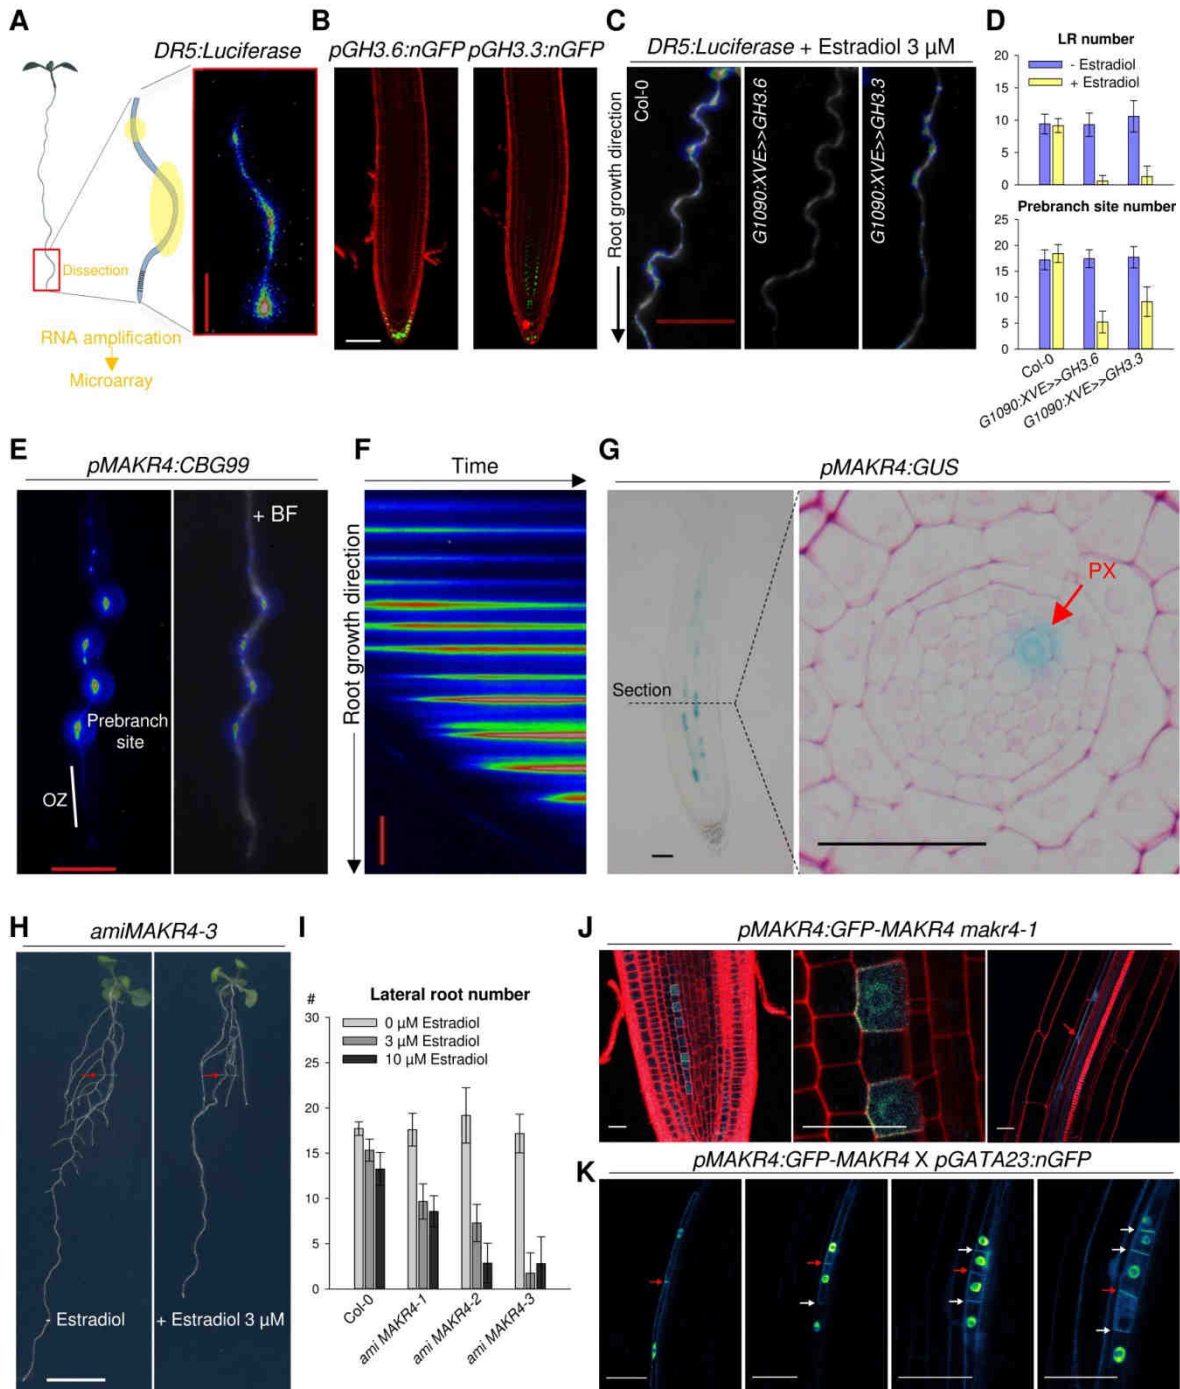 A
DR5:Luciferase
Dissection
RNA amplification
Microarray
B
pGH3.6:nGFP pGH3.3:nGFP
C
DR5:Luciferase + Estradiol 3 µM
Root growth direction
Col-0
G1090:XVE>>GH3.6
G1090:XVE>>GH3.3
D
LR number
- Estradiol
+ Estradiol
20
15
10
5
0
Prebranch site number
25
20
15
10
5
0
Col-0
G1090:XVE>>GH3.6
G1090:XVE>>GH3.3
E
pMAKR4:CBG99
+ BF
Prebranch
site
OZ
F
Time
Root growth direction
G
pMAKR4:GUS
Section
PX
H
amiMAKR4-3
- Estradiol
+ Estradiol 3 µM
I
#
Lateral root number
0 µM Estradiol
3 µM Estradiol
10 µM Estradiol
30
25
20
15
10
5
0
Col-0
ami MAKR4-1
ami MAKR4-2
ami MAKR4-3
J
pMAKR4:GFP-MAKR4 makr4-1
K
pMAKR4:GFP-MAKR4 X pGATA23:nGFP